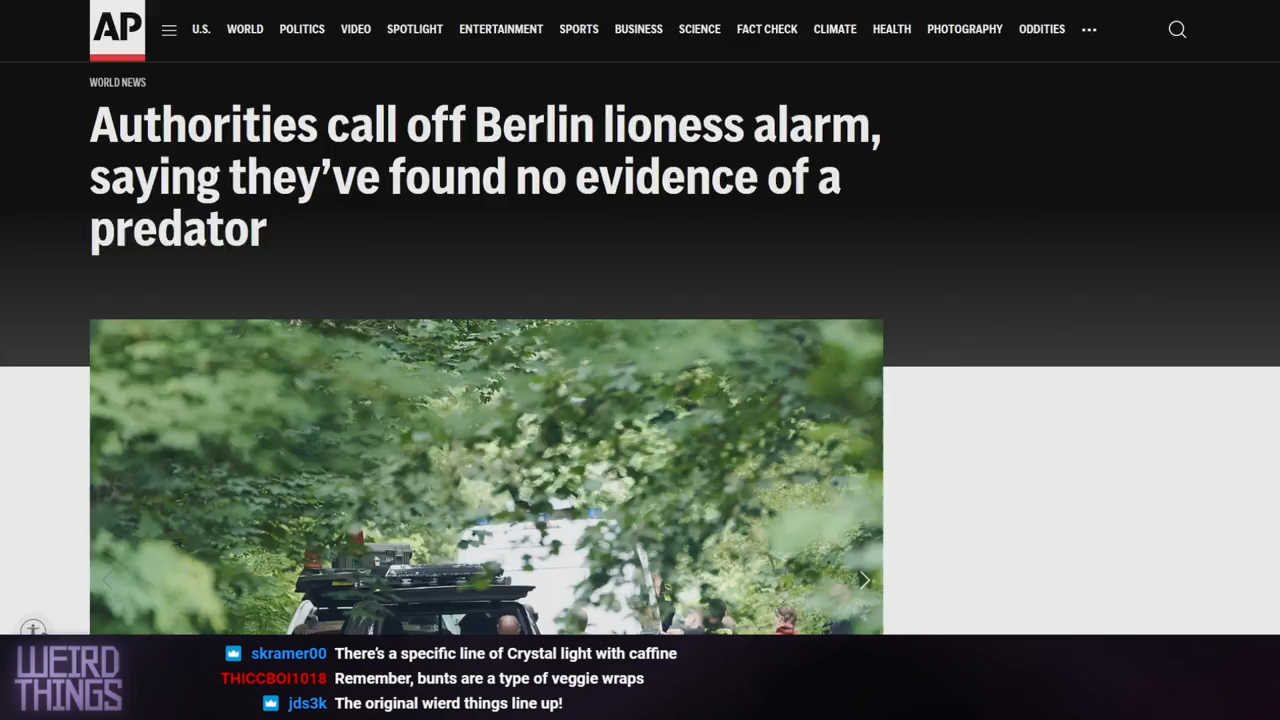 AP
U.S. WORLD POLITICS VIDEO SPOTLIGHT ENTERTAINMENT SPORTS BUSINESS SCIENCE FACT CHECK CLIMATE HEALTH PHOTOGRAPHY ODDITIES
WORLD NEWS
Authorities call off Berlin lioness alarm,
saying they've found no evidence of a
predator
WEIRD
THINGS
skramer00 There's a specific line of Crystal light with caffine
THICCBOI1018 Remember, bunts are a type of veggie wraps
jds3k The original wierd things line up!